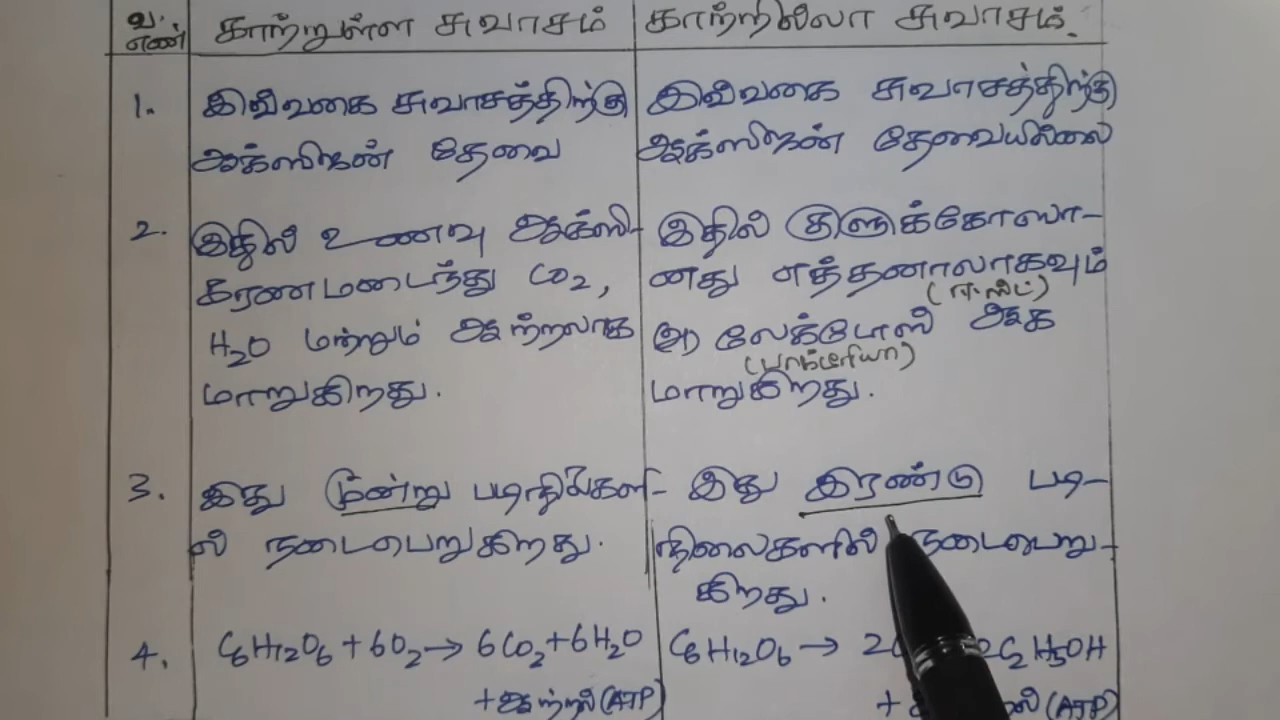 வ. எண்
காற்றுள்ள சுவாசம்
காற்றில்லா சுவாசம்.
1.
இவ்வகை சுவாசத்திற்கு
ஆக்ஸிஜன் தேவை
இவ்வகை சுவாசத்திற்கு
ஆக்ஸிஜன் தேவையில்லை
2.
இதில் உணவு ஆக்ஸி-
கரணமடைந்து CO₂,
H₂O மற்றும் ஆற்றலாக
மாறுகிறது.
இதில் குளுக்கோஸா-
னது எத்தனாலாகவும்
(ஈஸ்ட்)
(அ) லேக்டோஸ் ஆக
(பாக்டீரியா)
மாறுகிறது.
3.
இது மூன்று படிநிலைகளி-
ல் நடைபெறுகிறது.
இது இரண்டு படி-
நிலைகளில் நடைபெறு-
கிறது.
4.
C₆H₁₂O₆ + 6O₂ → 6CO₂ + 6H₂O
+ ஆற்றல் (ATP)
C₆H₁₂O₆ → 2C 2C₂H₅OH
+ (ATP)